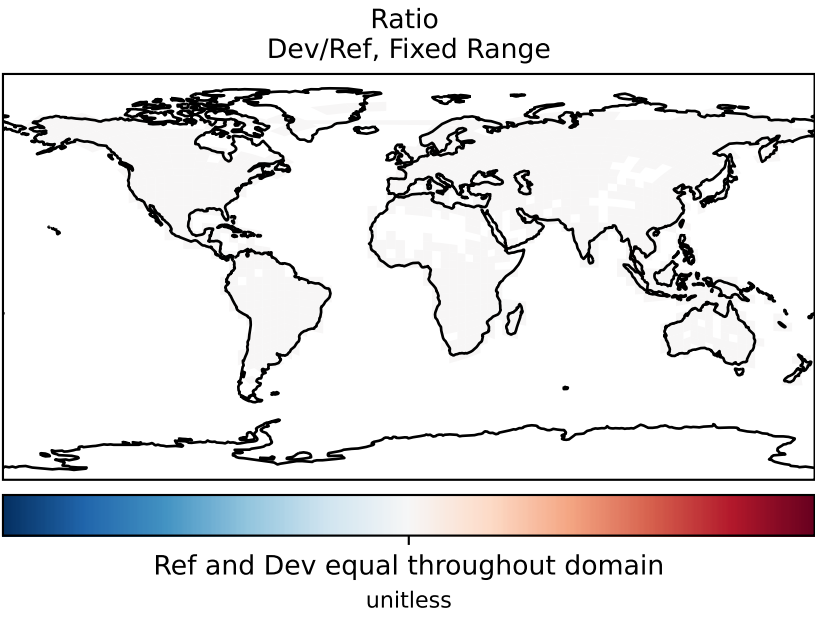 Ratio
Dev/Ref, Fixed Range
Ref and Dev equal throughout domain
unitless